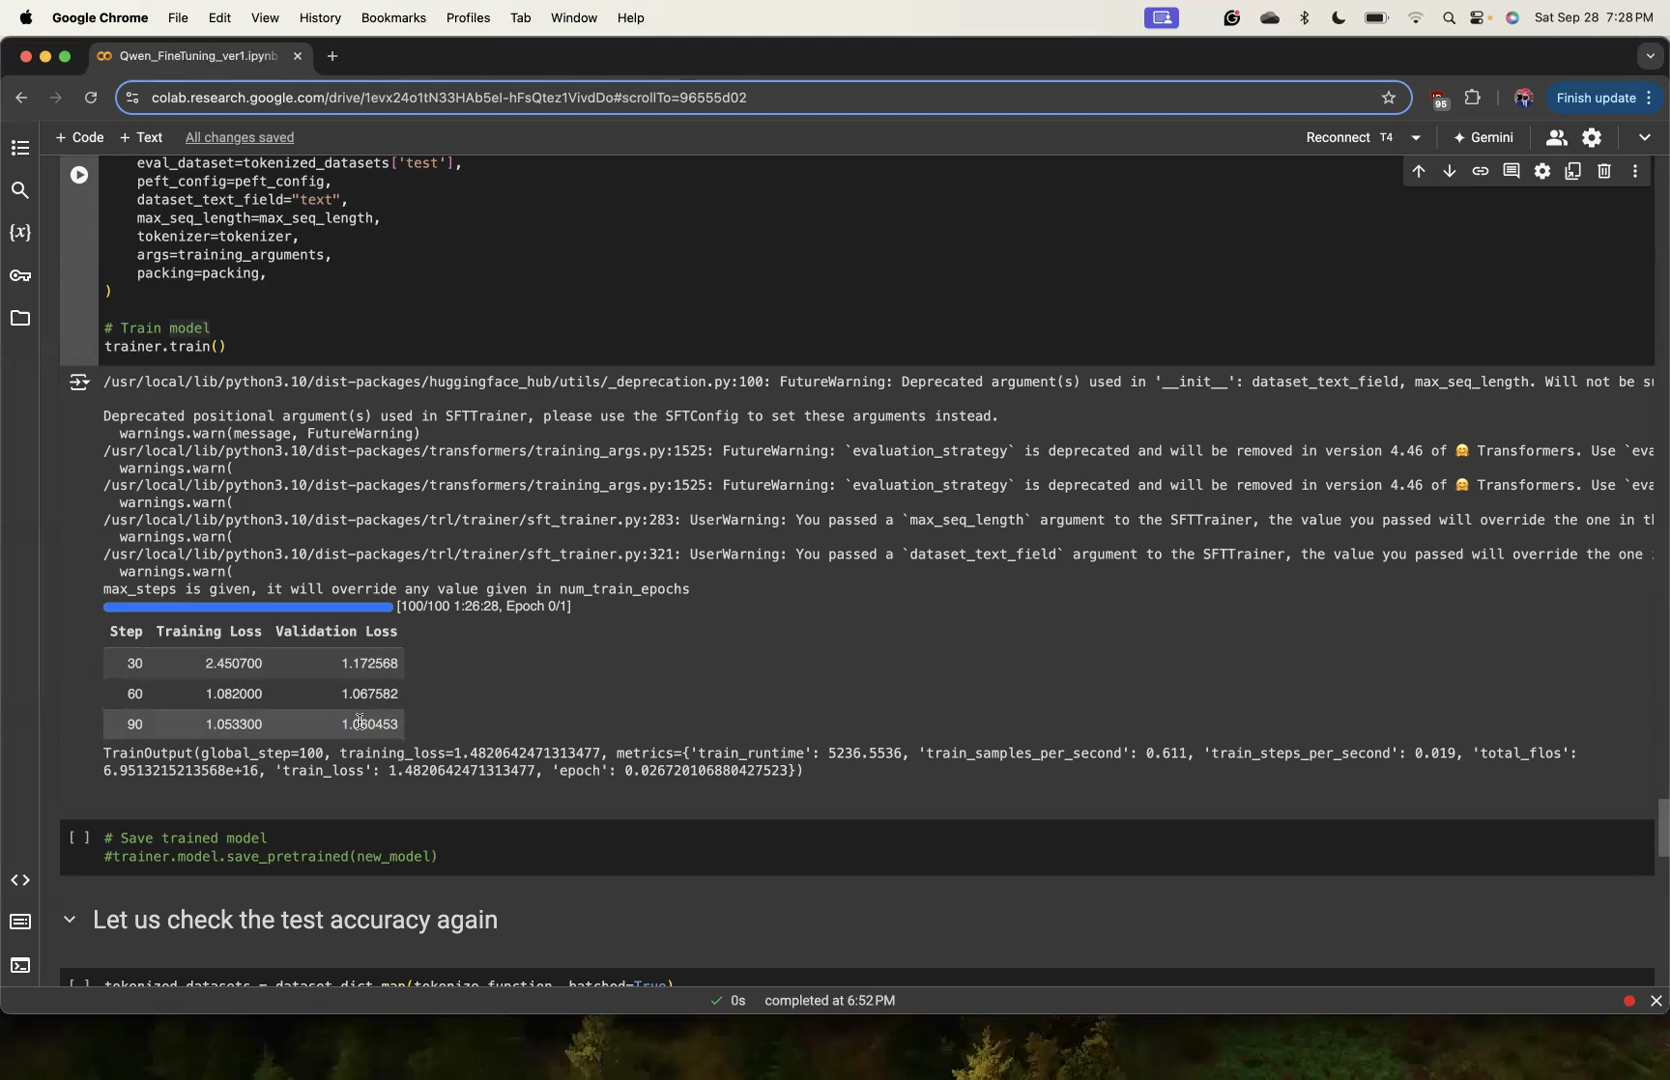 Google Chrome File Edit View History Bookmarks Profiles Tab Window Help Sat Sep 28 7:28 PM
Qwen_FineTuning_ver1.ipynb
colab.research.google.com/drive/1evx24o1tN33HAb5eI-hFsQtez1VivdDo#scrollTo=96555d02 95 Finish update
+ Code + Text All changes saved Reconnect T4 Gemini
eval_dataset=tokenized_datasets['test'],
peft_config=peft_config,
dataset_text_field="text",
max_seq_length=max_seq_length,
tokenizer=tokenizer,
args=training_arguments,
packing=packing,
)
# Train model
trainer.train()
/usr/local/lib/python3.10/dist-packages/huggingface_hub/utils/_deprecation.py:100: FutureWarning: Deprecated argument(s) used in '__init__': dataset_text_field, max_seq_length. Will not be su
Deprecated positional argument(s) used in SFTTrainer, please use the SFTConfig to set these arguments instead.
warnings.warn(message, FutureWarning)
/usr/local/lib/python3.10/dist-packages/transformers/training_args.py:1525: FutureWarning: `evaluation_strategy` is deprecated and will be removed in version 4.46 of 🤗 Transformers. Use `eva
warnings.warn(
/usr/local/lib/python3.10/dist-packages/transformers/training_args.py:1525: FutureWarning: `evaluation_strategy` is deprecated and will be removed in version 4.46 of 🤗 Transformers. Use `eva
warnings.warn(
/usr/local/lib/python3.10/dist-packages/trl/trainer/sft_trainer.py:283: UserWarning: You passed a `max_seq_length` argument to the SFTTrainer, the value you passed will override the one in th
warnings.warn(
/usr/local/lib/python3.10/dist-packages/trl/trainer/sft_trainer.py:321: UserWarning: You passed a `dataset_text_field` argument to the SFTTrainer, the value you passed will override the one i
warnings.warn(
max_steps is given, it will override any value given in num_train_epochs
[100/100 1:26:28, Epoch 0/1]
Step Training Loss Validation Loss
30 2.450700 1.172568
60 1.082000 1.067582
90 1.053300 1.060453
TrainOutput(global_step=100, training_loss=1.4820642471313477, metrics={'train_runtime': 5236.5536, 'train_samples_per_second': 0.611, 'train_steps_per_second': 0.019, 'total_flos':
6.9513215213568e+16, 'train_loss': 1.4820642471313477, 'epoch': 0.026720106880427523})
[ ] # Save trained model
#trainer.model.save_pretrained(new_model)
Let us check the test accuracy again
[ ] tokenized_datasets = dataset_dict.map(tokenize_function, batched=True)
0s completed at 6:52 PM